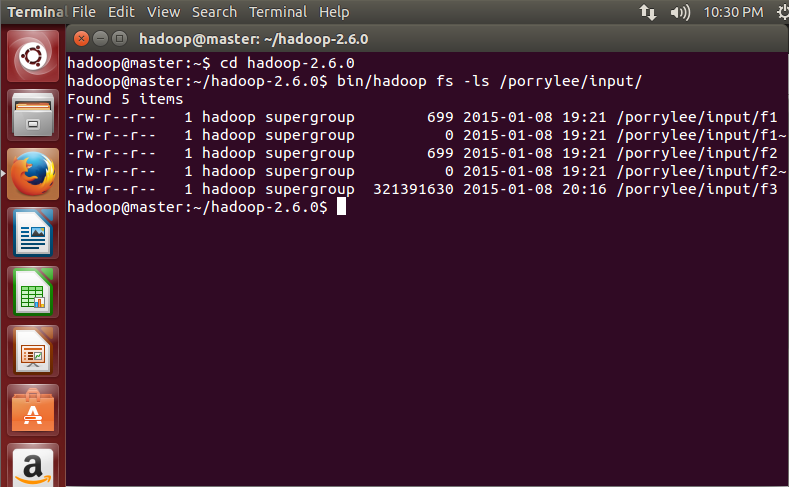 Terminal File Edit View Search Terminal Help 10:30 PM
hadoop@master: ~/hadoop-2.6.0
hadoop@master:~$ cd hadoop-2.6.0
hadoop@master:~/hadoop-2.6.0$ bin/hadoop fs -ls /porrylee/input/
Found 5 items
-rw-r--r--   1 hadoop supergroup        699 2015-01-08 19:21 /porrylee/input/f1
-rw-r--r--   1 hadoop supergroup          0 2015-01-08 19:21 /porrylee/input/f1~
-rw-r--r--   1 hadoop supergroup        699 2015-01-08 19:21 /porrylee/input/f2
-rw-r--r--   1 hadoop supergroup          0 2015-01-08 19:21 /porrylee/input/f2~
-rw-r--r--   1 hadoop supergroup  321391630 2015-01-08 20:16 /porrylee/input/f3
hadoop@master:~/hadoop-2.6.0$
A
a